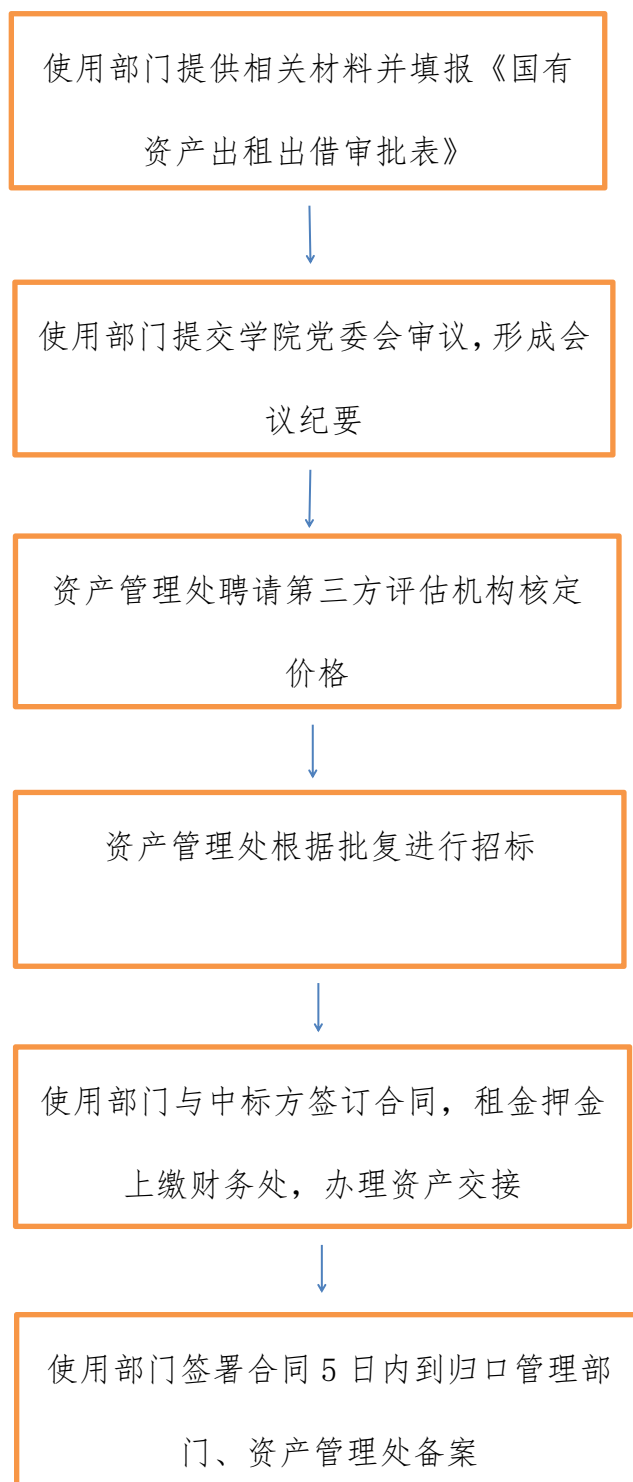 使用部门提供相关材料并填报《国有
资产出租出借审批表》
使用部门提交学院党委会审议,形成会
议纪要
资产管理处聘请第三方评估机构核定
价格
资产管理处根据批复进行招标
使用部门与中标方签订合同，租金押金
上缴财务处，办理资产交接
使用部门签署合同 5 日内到归口管理部
门、资产管理处备案